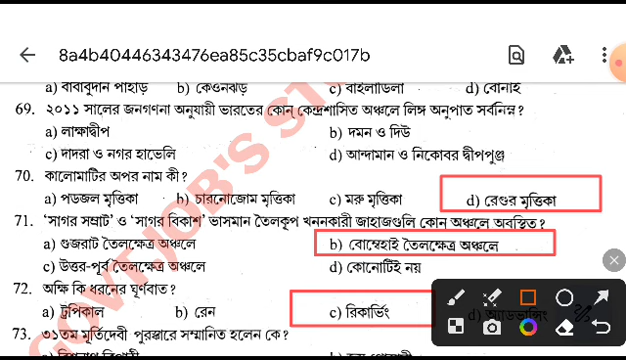 8a4b40446343476ea85c35cbaf9c017b
a) বাবাবুদান পাহাড় b) কেওনঝড় c) বাইলাডিলা d) বোনাই
69. ২০১১ সালের জনগণনা অনুযায়ী ভারতের কোন্ কেন্দ্রশাসিত অঞ্চলে লিঙ্গ অনুপাত সর্বনিম্ন?
a) লাক্ষাদ্বীপ b) দমন ও দিউ
c) দাদরা ও নগর হাভেলি d) আন্দামান ও নিকোবর দ্বীপপুঞ্জ
70. কালোমাটির অপর নাম কী?
a) পডজল মৃত্তিকা b) চারনোজোম মৃত্তিকা c) মরু মৃত্তিকা d) রেগুর মৃত্তিকা
71. 'সাগর সম্রাট' ও 'সাগর বিকাশ' ভাসমান তৈলকূপ খননকারী জাহাজগুলি কোন্ অঞ্চলে অবস্থিত?
a) গুজরাট তৈলক্ষেত্র অঞ্চলে b) বোম্বেহাই তৈলক্ষেত্র অঞ্চলে
c) উত্তর-পূর্ব তৈলক্ষেত্র অঞ্চলে d) কোনোটিই নয়
72. অক্ষি কি ধরনের ঘূর্ণবাত?
a) ট্রপিকাল b) রেন c) রিকার্ভিং
73. ৩১তম মূর্তিদেবী পুরস্কারে সম্মানিত হলেন কে?
GOVT.JOB'S